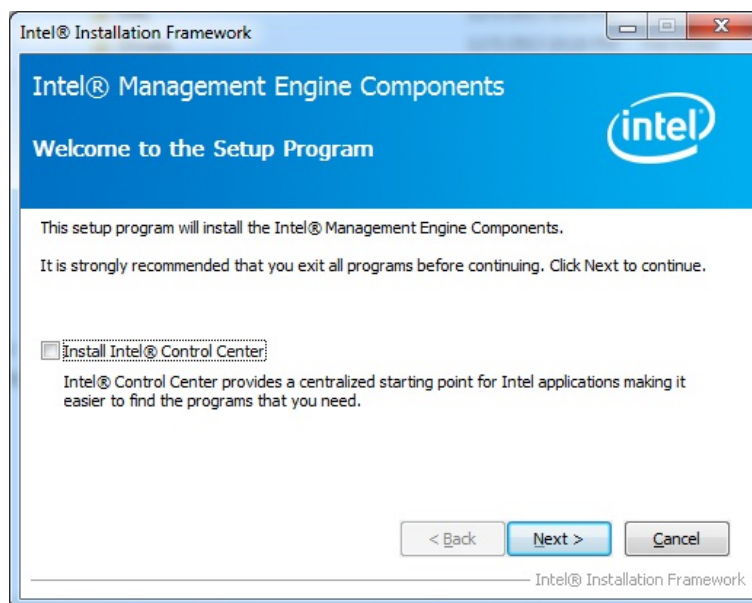 Intel® Installation Framework
Intel® Management Engine Components
Welcome to the Setup Program
intel
This setup program will install the Intel® Management Engine Components.
It is strongly recommended that you exit all programs before continuing. Click Next to continue.
Install Intel® Control Center
Intel® Control Center provides a centralized starting point for Intel applications making it
easier to find the programs that you need.
< Back Next > Cancel
Intel® Installation Framework